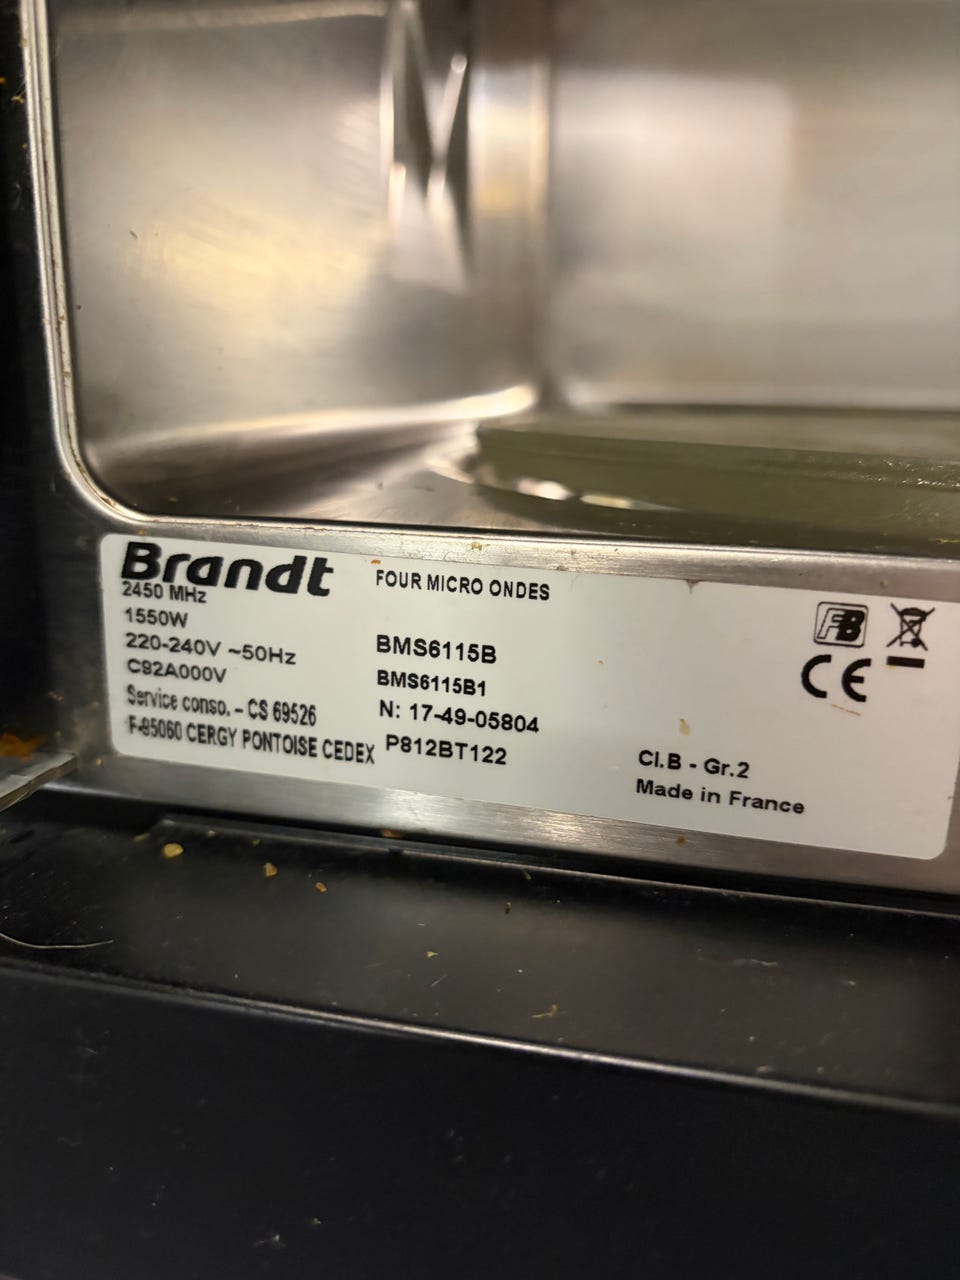 Brandt
2450 MHz
1550W
220-240V ~50Hz
C92A000V
Service conso. - CS 69526
F-95060 CERGY PONTOISE CEDEX
FOUR MICRO ONDES
BMS6115B
BMS6115B1
N: 17-49-05804
P812BT122
FB
CE
Cl.B - Gr.2
Made in France